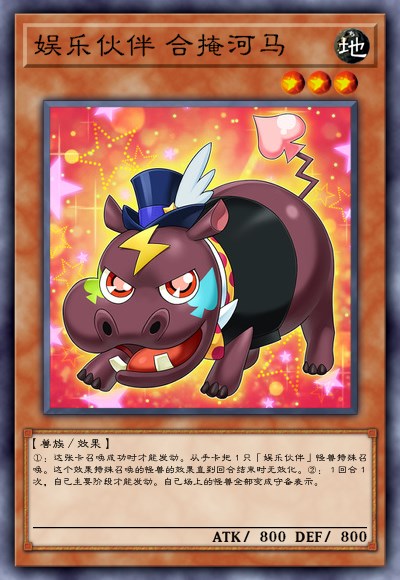 娱乐伙伴 合掩河马
地
【兽族／效果】
①：这张卡召唤成功时才能发动。从手卡把1只「娱乐伙伴」怪兽特殊召
唤。这个效果特殊召唤的怪兽的效果直到回合结束时无效化。②：1回合1
次，自己主要阶段才能发动。自己场上的怪兽全部变成守备表示。
ATK/ 800 DEF/ 800